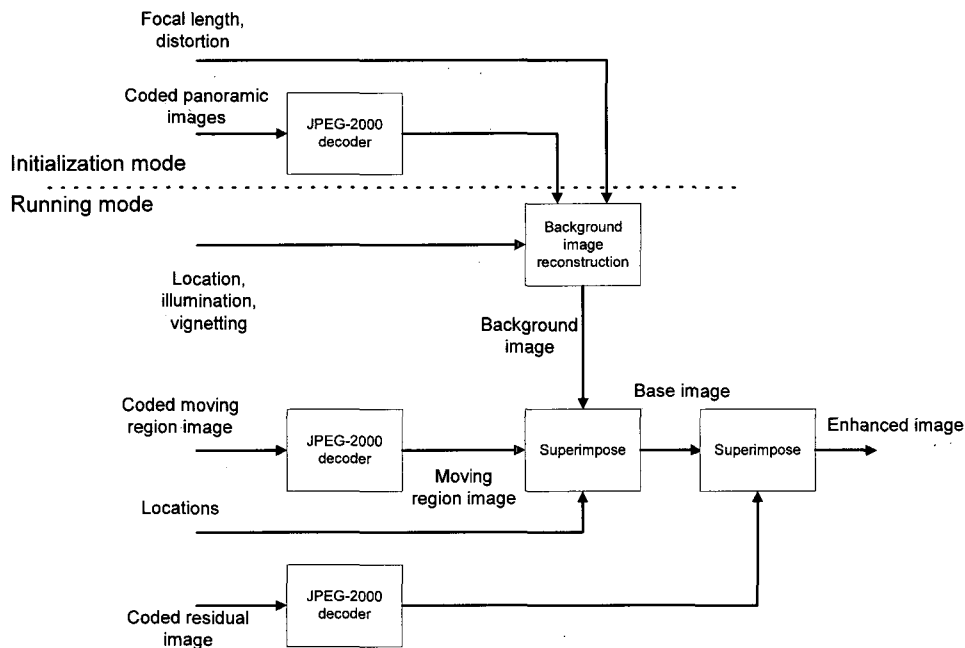 Focal length,
distortion
Coded panoramic
images
JPEG-2000
decoder
Initialization mode
Running mode
Background
image
reconstruction
Location,
illumination,
vignetting
Background
image
Base image
Coded moving
region image
JPEG-2000
decoder
Superimpose
Superimpose
Enhanced image
Moving
region image
Locations
JPEG-2000
decoder
Coded residual
image